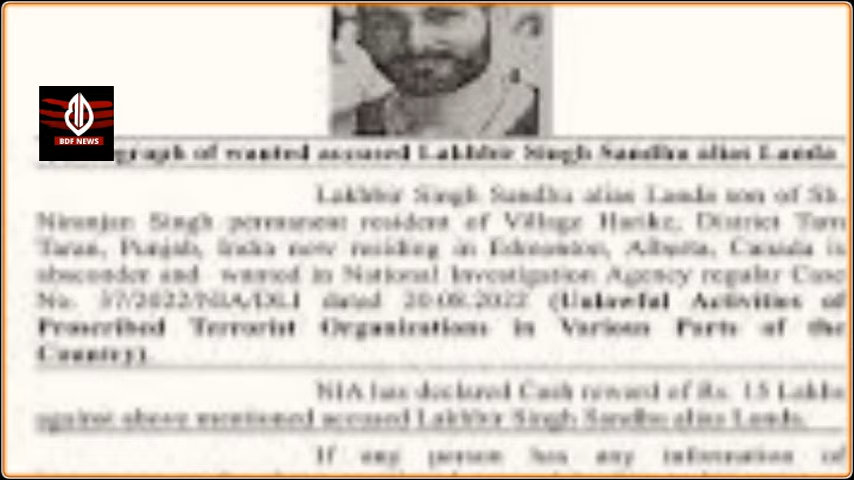 BDF NEWS
graph of wanted accused Lakhbir Singh Sandhu alias Landa
Lakhbir Singh Sandhu alias Landa son of Sh.
Niranjan Singh permanent resident of Village Harike, District Tarn
Taran, Punjab, India now residing in Edmonton, Alberta, Canada is
absconder and wanted in National Investigation Agency regular Case
No. 37/2022/NIA/DLI dated 20.08.2022 (Unlawful Activities of
Proscribed Terrorist Organizations in Various Parts of the
Country).
NIA has declared Cash reward of Rs. 15 Lakhs
against above mentioned accused Lakhbir Singh Sandhu alias Landa.
If any person has any information of